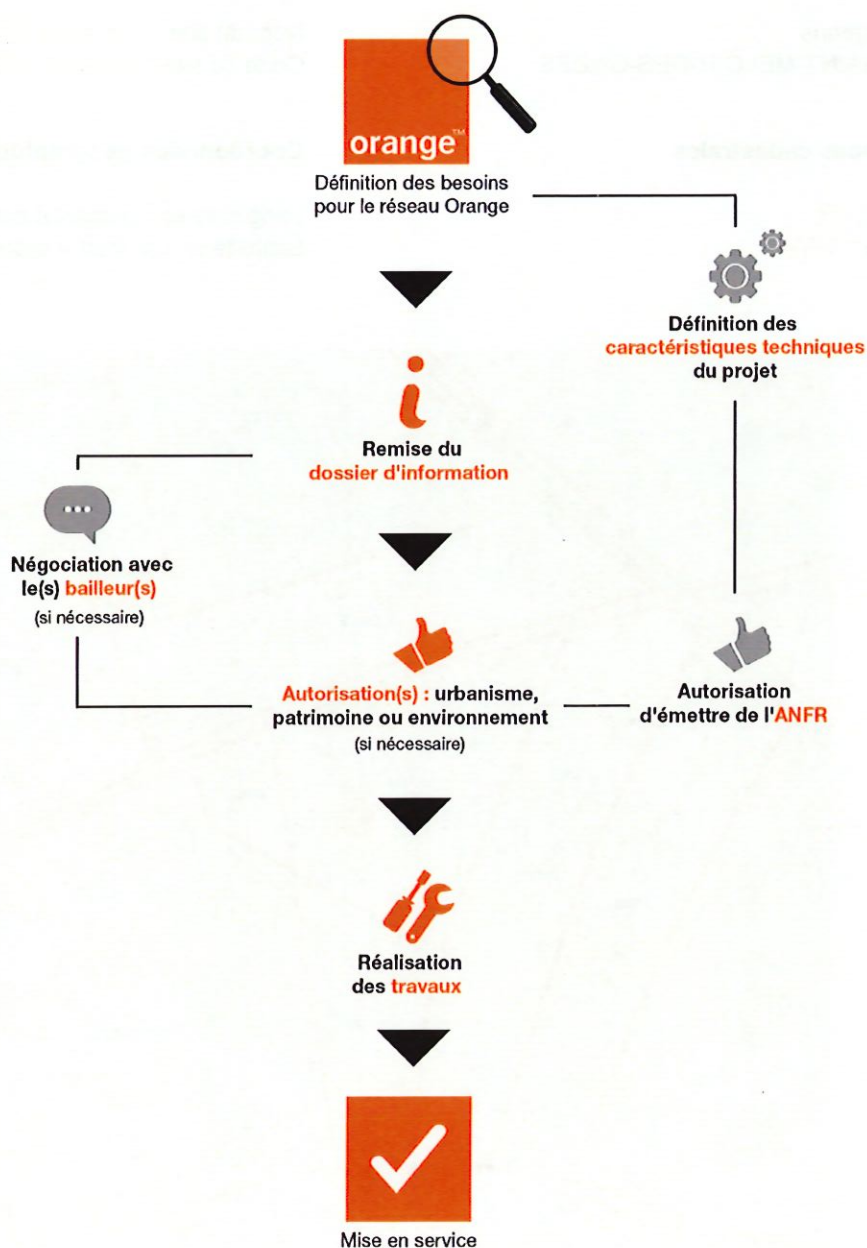 orange™
Définition des besoins
pour le réseau Orange
Définition des
caractéristiques techniques
du projet
Remise du
dossier d'information
Négociation avec
le(s) bailleur(s)
(si nécessaire)
Autorisation(s) : urbanisme,
patrimoine ou environnement
(si nécessaire)
Autorisation
d'émettre de l'ANFR
Réalisation
des travaux
Mise en service